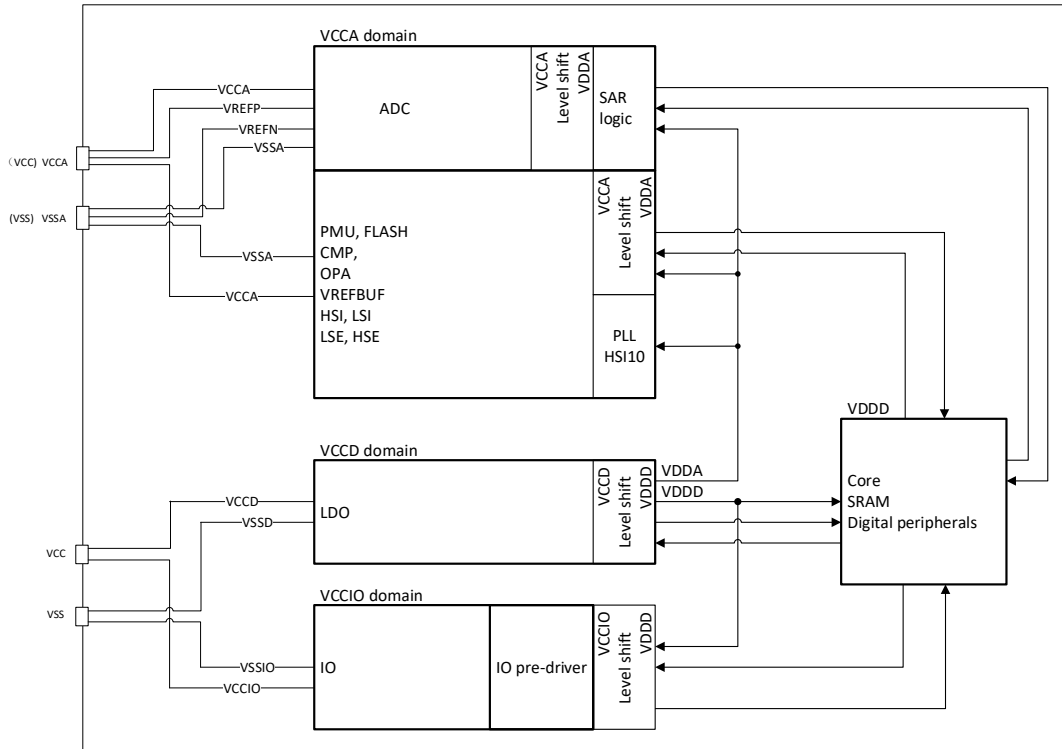 VCCA domain
VCCA
VREFP
VREFN
VSSA
ADC
VCCA
Level shift
VDDA
SAR
logic
（VCC) VCCA
(VSS) VSSA
VSSA
VCCA
PMU, FLASH
CMP,
OPA
VREFBUF
HSI, LSI
LSE, HSE
VCCA
Level shift
VDDA
PLL
HSI10
VDDD
Core
SRAM
Digital peripherals
VCCD domain
VCCD
VSSD
LDO
VCCD
Level shift
VDDD
VDDA
VDDD
VCC
VSS
VCCIO domain
VSSIO
VCCIO
IO
IO pre-driver
VCCIO
Level shift
VDDD